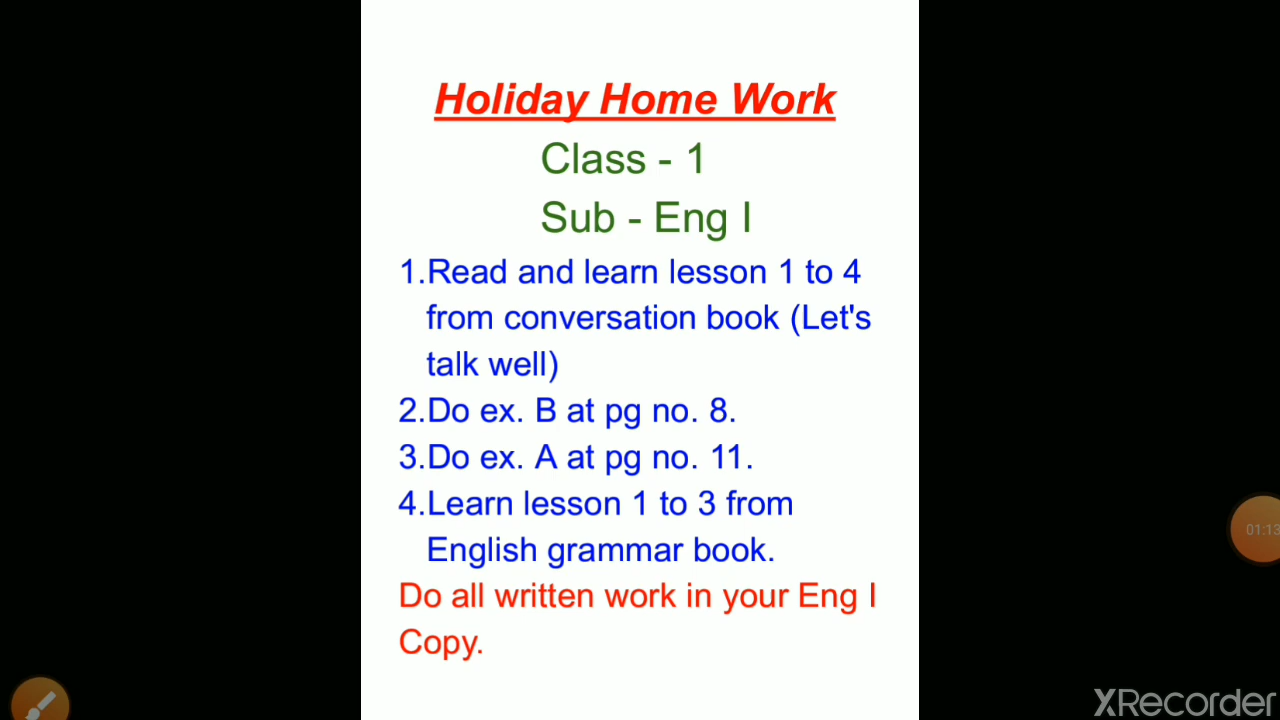 Holiday Home Work
Class - 1
Sub - Eng I
1.Read and learn lesson 1 to 4
from conversation book (Let's
talk well)
2.Do ex. B at pg no. 8.
3.Do ex. A at pg no. 11.
4.Learn lesson 1 to 3 from
English grammar book.
Do all written work in your Eng I
Copy.
01:13
XRecorder